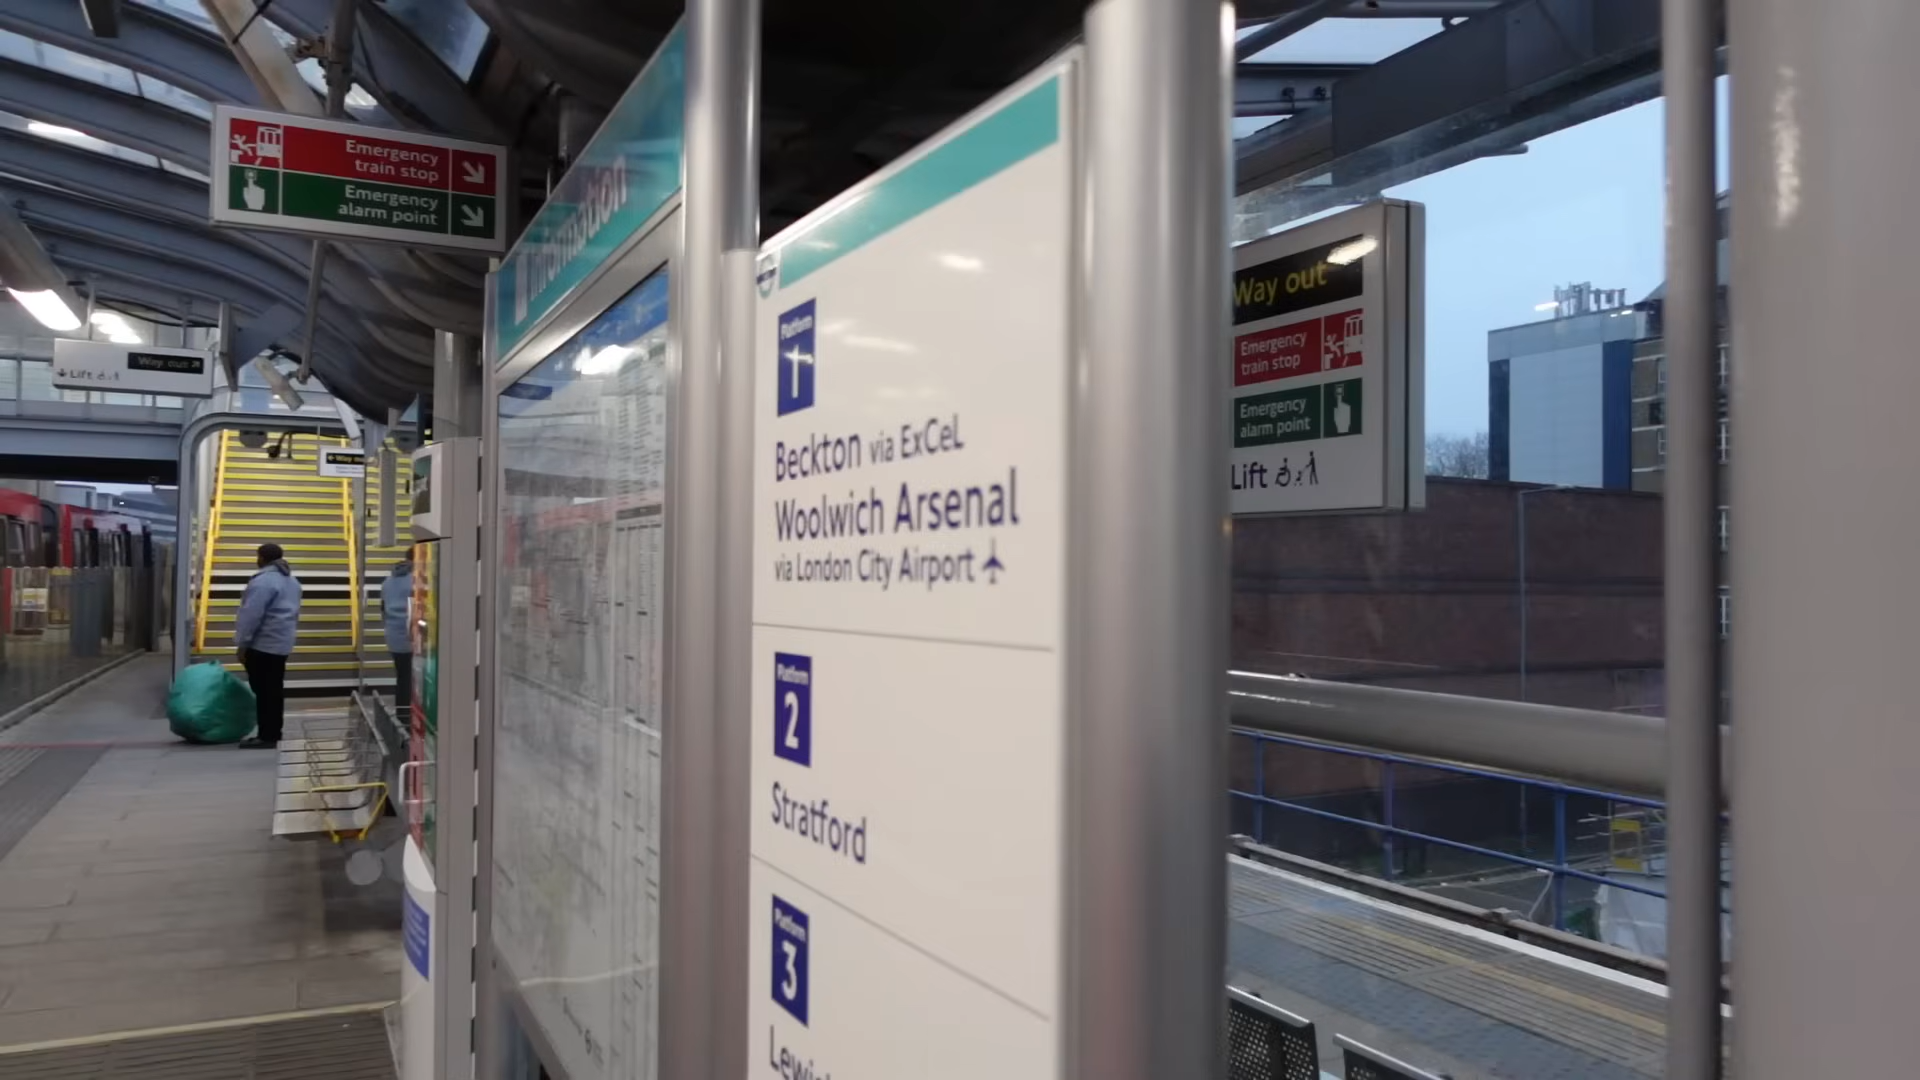 Emergency
train stop
Emergency
alarm point
Information
Way out
Lift
Platform
1
Beckton via ExCeL
Woolwich Arsenal
via London City Airport
Platform
2
Stratford
Platform
3
Way out
Emergency
train stop
Emergency
alarm point
Lift